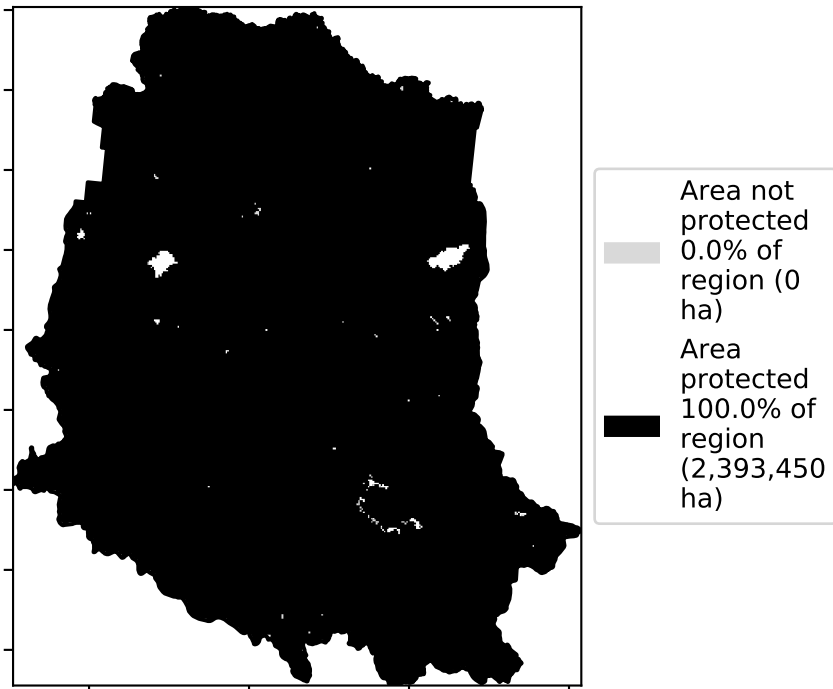 Area not
protected
0.0% of
region (0
ha)
Area
protected
100.0% of
region
(2,393,450
ha)